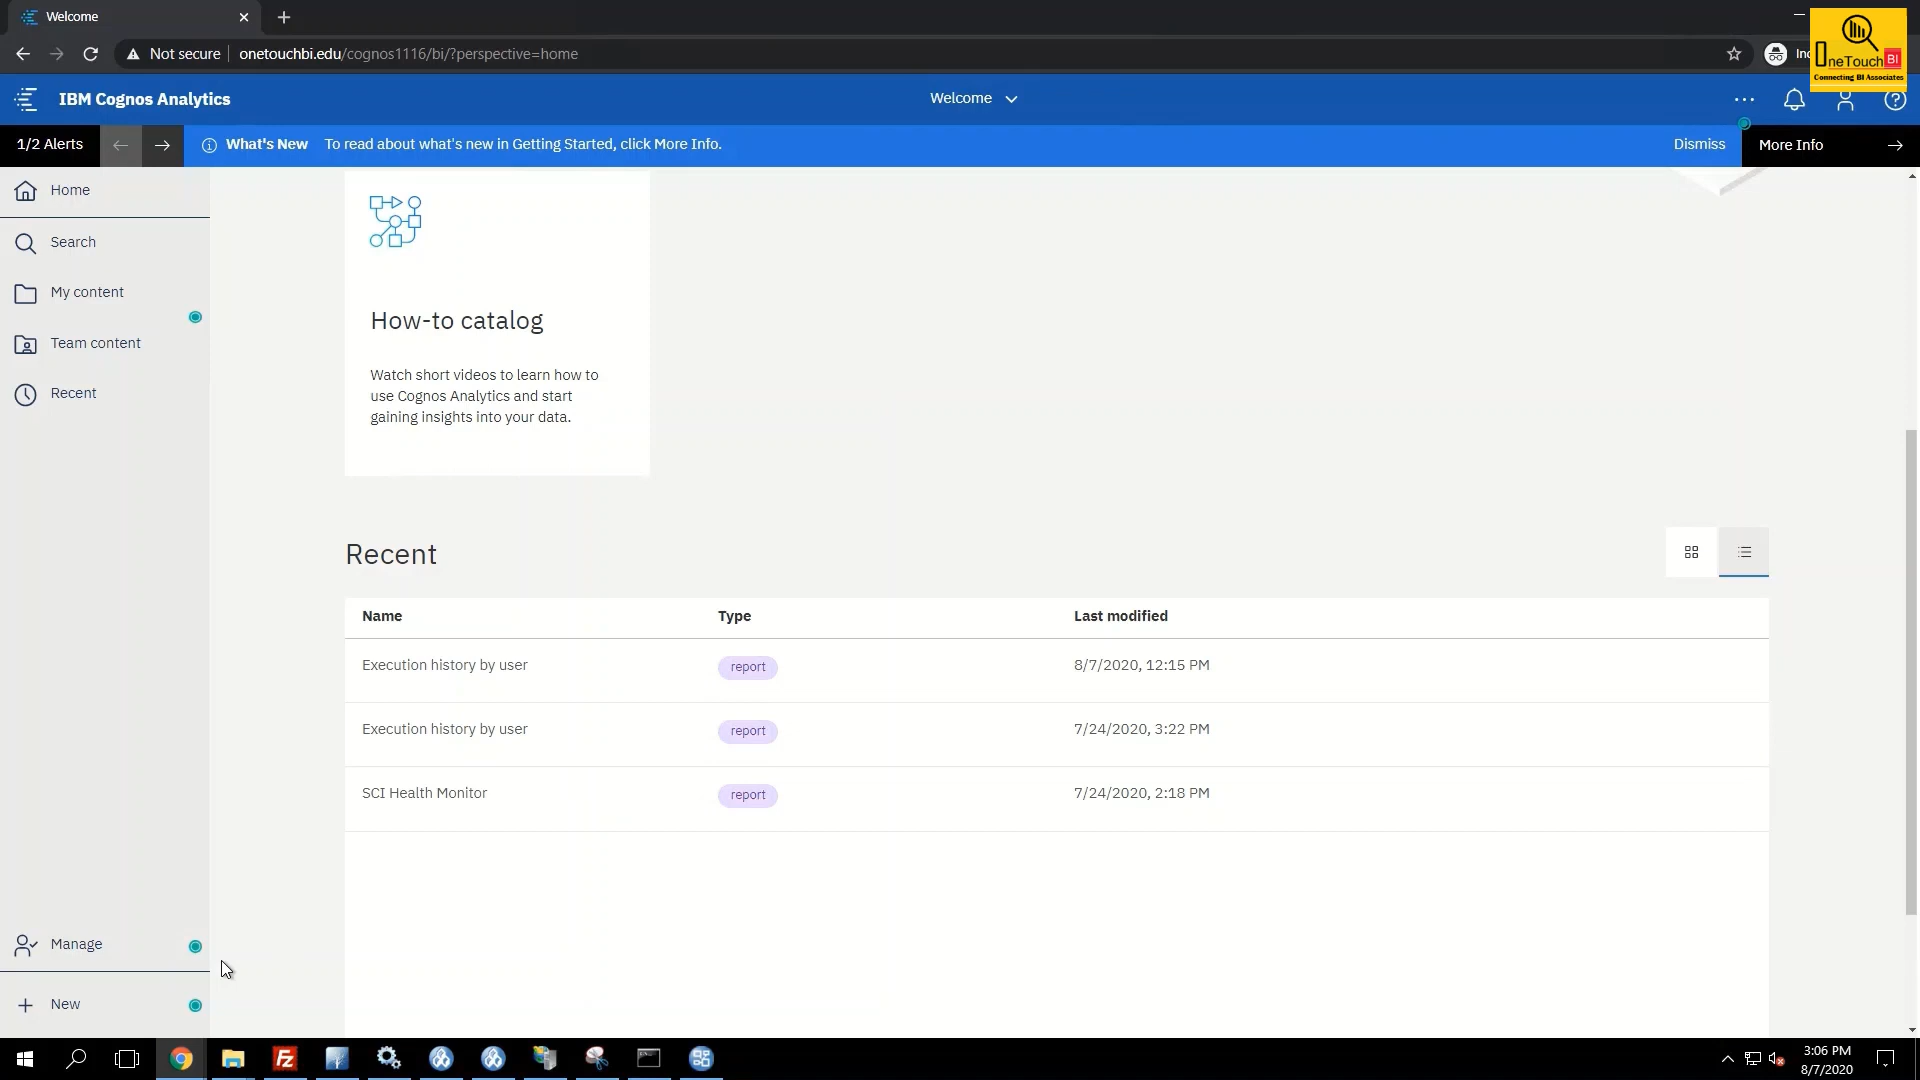 Welcome
Not secure
onetouchbi.edu/cognos1116/bi/?perspective=home
OneTouch BI
Connecting BI Associates
IBM Cognos Analytics
Welcome
1/2 Alerts
What's New To read about what's new in Getting Started, click More Info.
Dismiss
More Info
Home
Search
My content
Team content
Recent
How-to catalog
Watch short videos to learn how to
use Cognos Analytics and start
gaining insights into your data.
Recent
Name Type Last modified
Execution history by user report 8/7/2020, 12:15 PM
Execution history by user report 7/24/2020, 3:22 PM
SCI Health Monitor report 7/24/2020, 2:18 PM
Manage
New
3:06 PM
8/7/2020